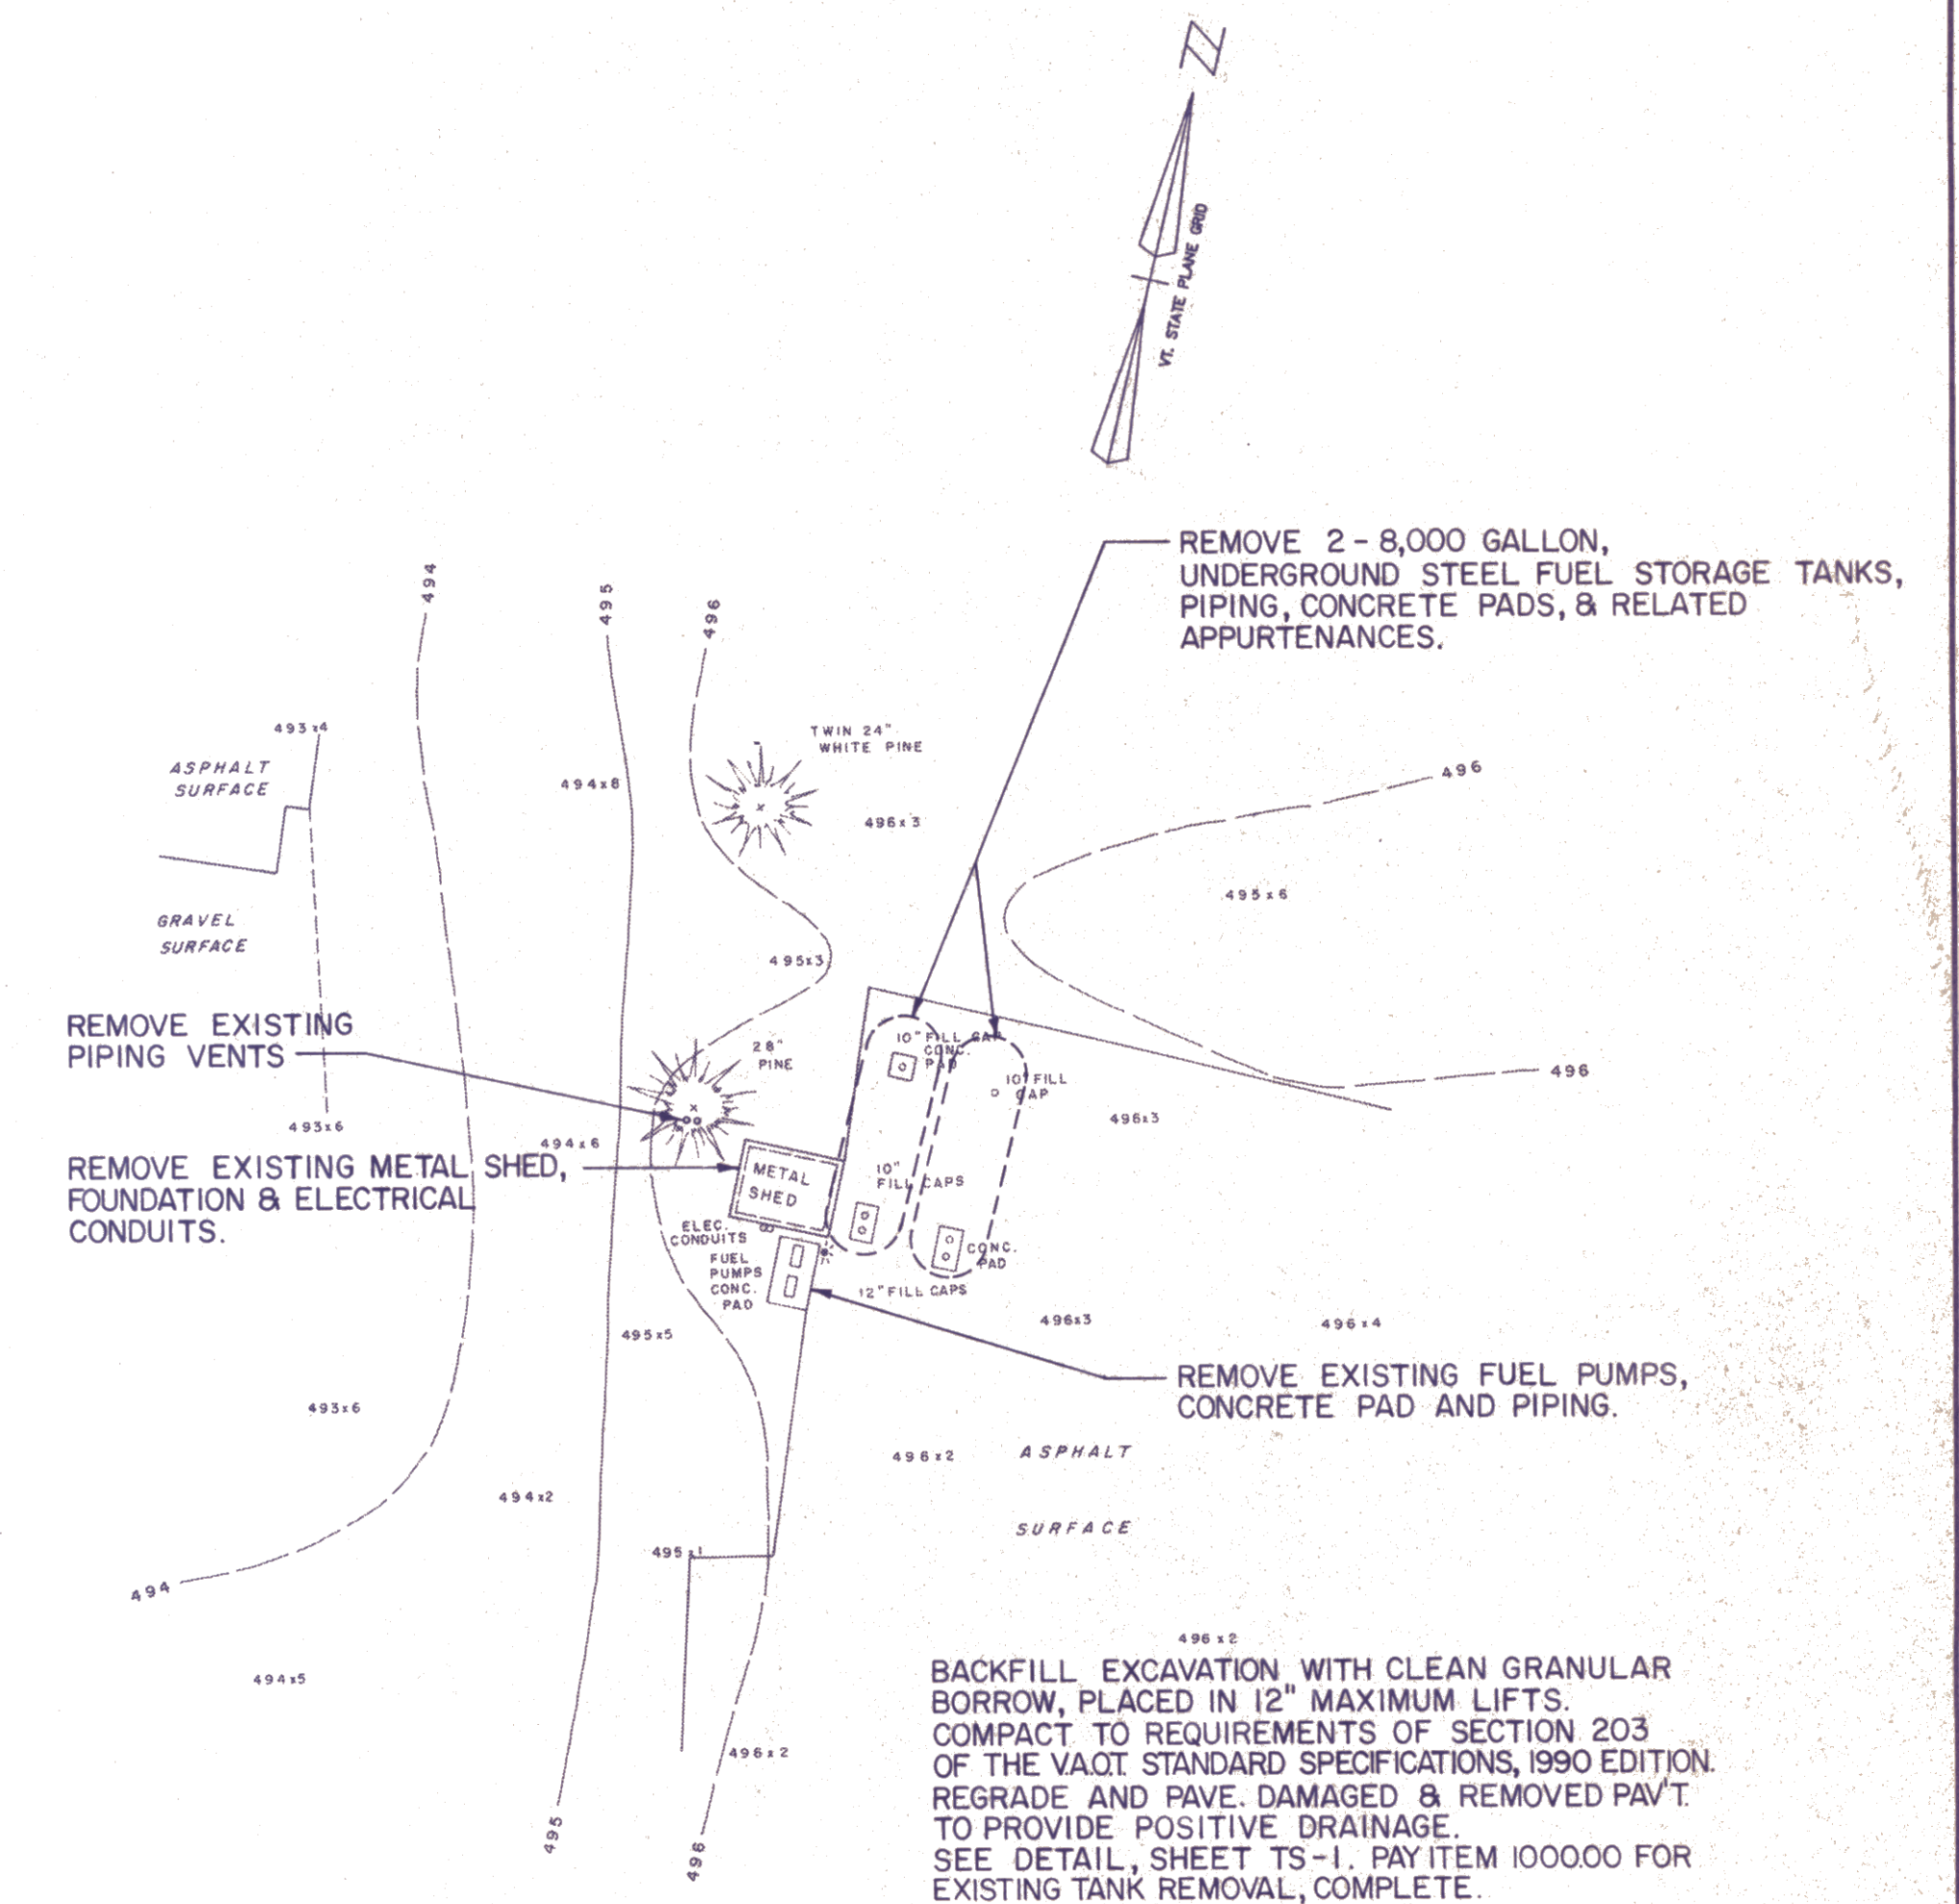 N
VT. STATE PLANE GRID
REMOVE 2 - 8,000 GALLON,
UNDERGROUND STEEL FUEL STORAGE TANKS,
PIPING, CONCRETE PADS, & RELATED
APPURTENANCES.
494
495
496
493x4
ASPHALT
SURFACE
494x8
TWIN 24"
WHITE PINE
496x3
496
495x6
GRAVEL
SURFACE
495x3
REMOVE EXISTING
PIPING VENTS
28"
PINE
10" FILL CAP
CONC.
PAD
10" FILL
CAP
496
496x3
493x6
494x6
REMOVE EXISTING METAL SHED,
FOUNDATION & ELECTRICAL
CONDUITS.
METAL
SHED
10"
FILL CAPS
ELEC.
CONDUITS
FUEL
PUMPS
CONC.
PAD
CONC.
PAD
12" FILL CAPS
495x5
496x3
496x4
REMOVE EXISTING FUEL PUMPS,
CONCRETE PAD AND PIPING.
493x6
496x2
ASPHALT
SURFACE
494x2
495x1
494
494x5
496x2
496x2
495
496
BACKFILL EXCAVATION WITH CLEAN GRANULAR
BORROW, PLACED IN 12" MAXIMUM LIFTS.
COMPACT TO REQUIREMENTS OF SECTION 203
OF THE V.A.O.T. STANDARD SPECIFICATIONS, 1990 EDITION.
REGRADE AND PAVE. DAMAGED & REMOVED PAV'T.
TO PROVIDE POSITIVE DRAINAGE.
SEE DETAIL, SHEET TS-1. PAY ITEM 1000.00 FOR
EXISTING TANK REMOVAL, COMPLETE.